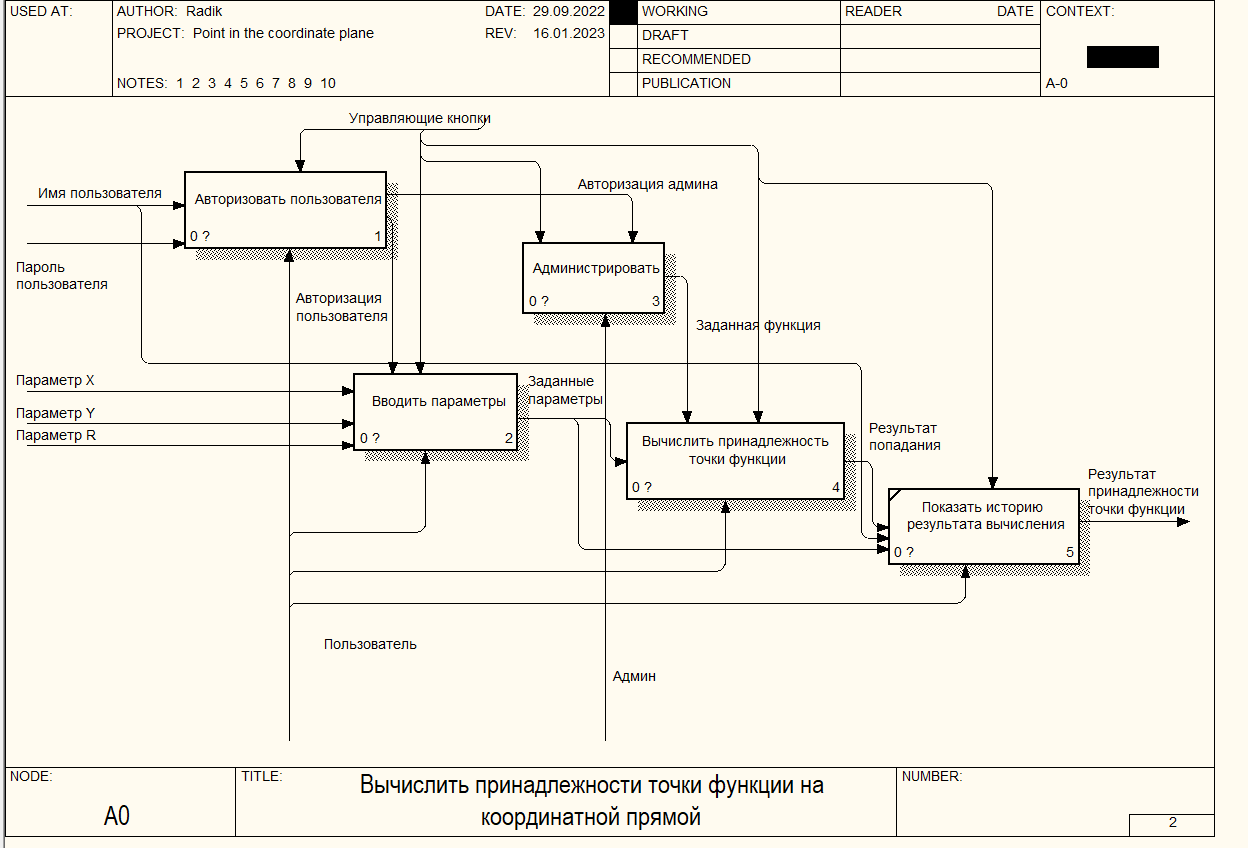 USED AT:
AUTHOR: Radik
DATE: 29.09.2022
PROJECT: Point in the coordinate plane
REV: 16.01.2023
NOTES: 1 2 3 4 5 6 7 8 9 10
WORKING
DRAFT
RECOMMENDED
PUBLICATION
READER
DATE
CONTEXT:
A-0
Управляющие кнопки
Имя пользователя
Авторизовать пользователя
0 ?
1
Авторизация админа
Пароль
пользователя
Авторизация
пользователя
Администрировать
0 ?
3
Заданная функция
Параметр X
Параметр Y
Параметр R
Вводить параметры
0 ?
2
Заданные
параметры
Вычислить принадлежность
точки функции
0 ?
4
Результат
попадания
Показать историю
результата вычисления
0 ?
5
Результат
принадлежности
точки функции
Пользователь
Админ
NODE:
A0
TITLE:
Вычислить принадлежности точки функции на
координатной прямой
NUMBER:
2